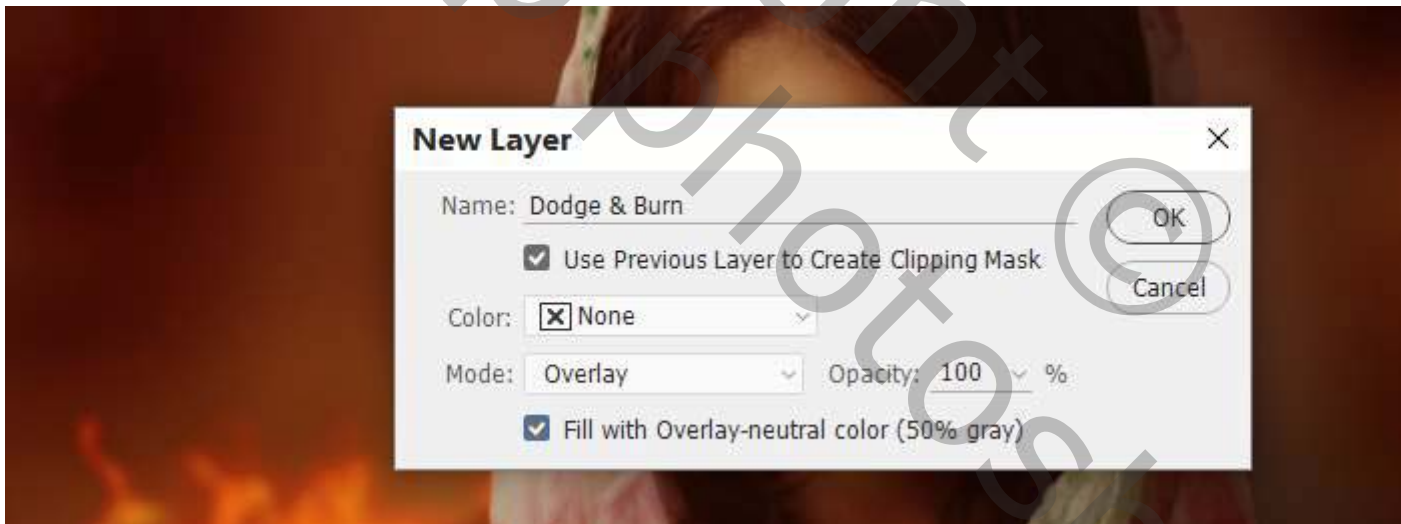 New Layer
Name: Dodge & Burn
OK
Use Previous Layer to Create Clipping Mask
Cancel
Color: None
Mode: Overlay Opacity: 100 %
Fill with Overlay-neutral color (50% gray)
photosh
©